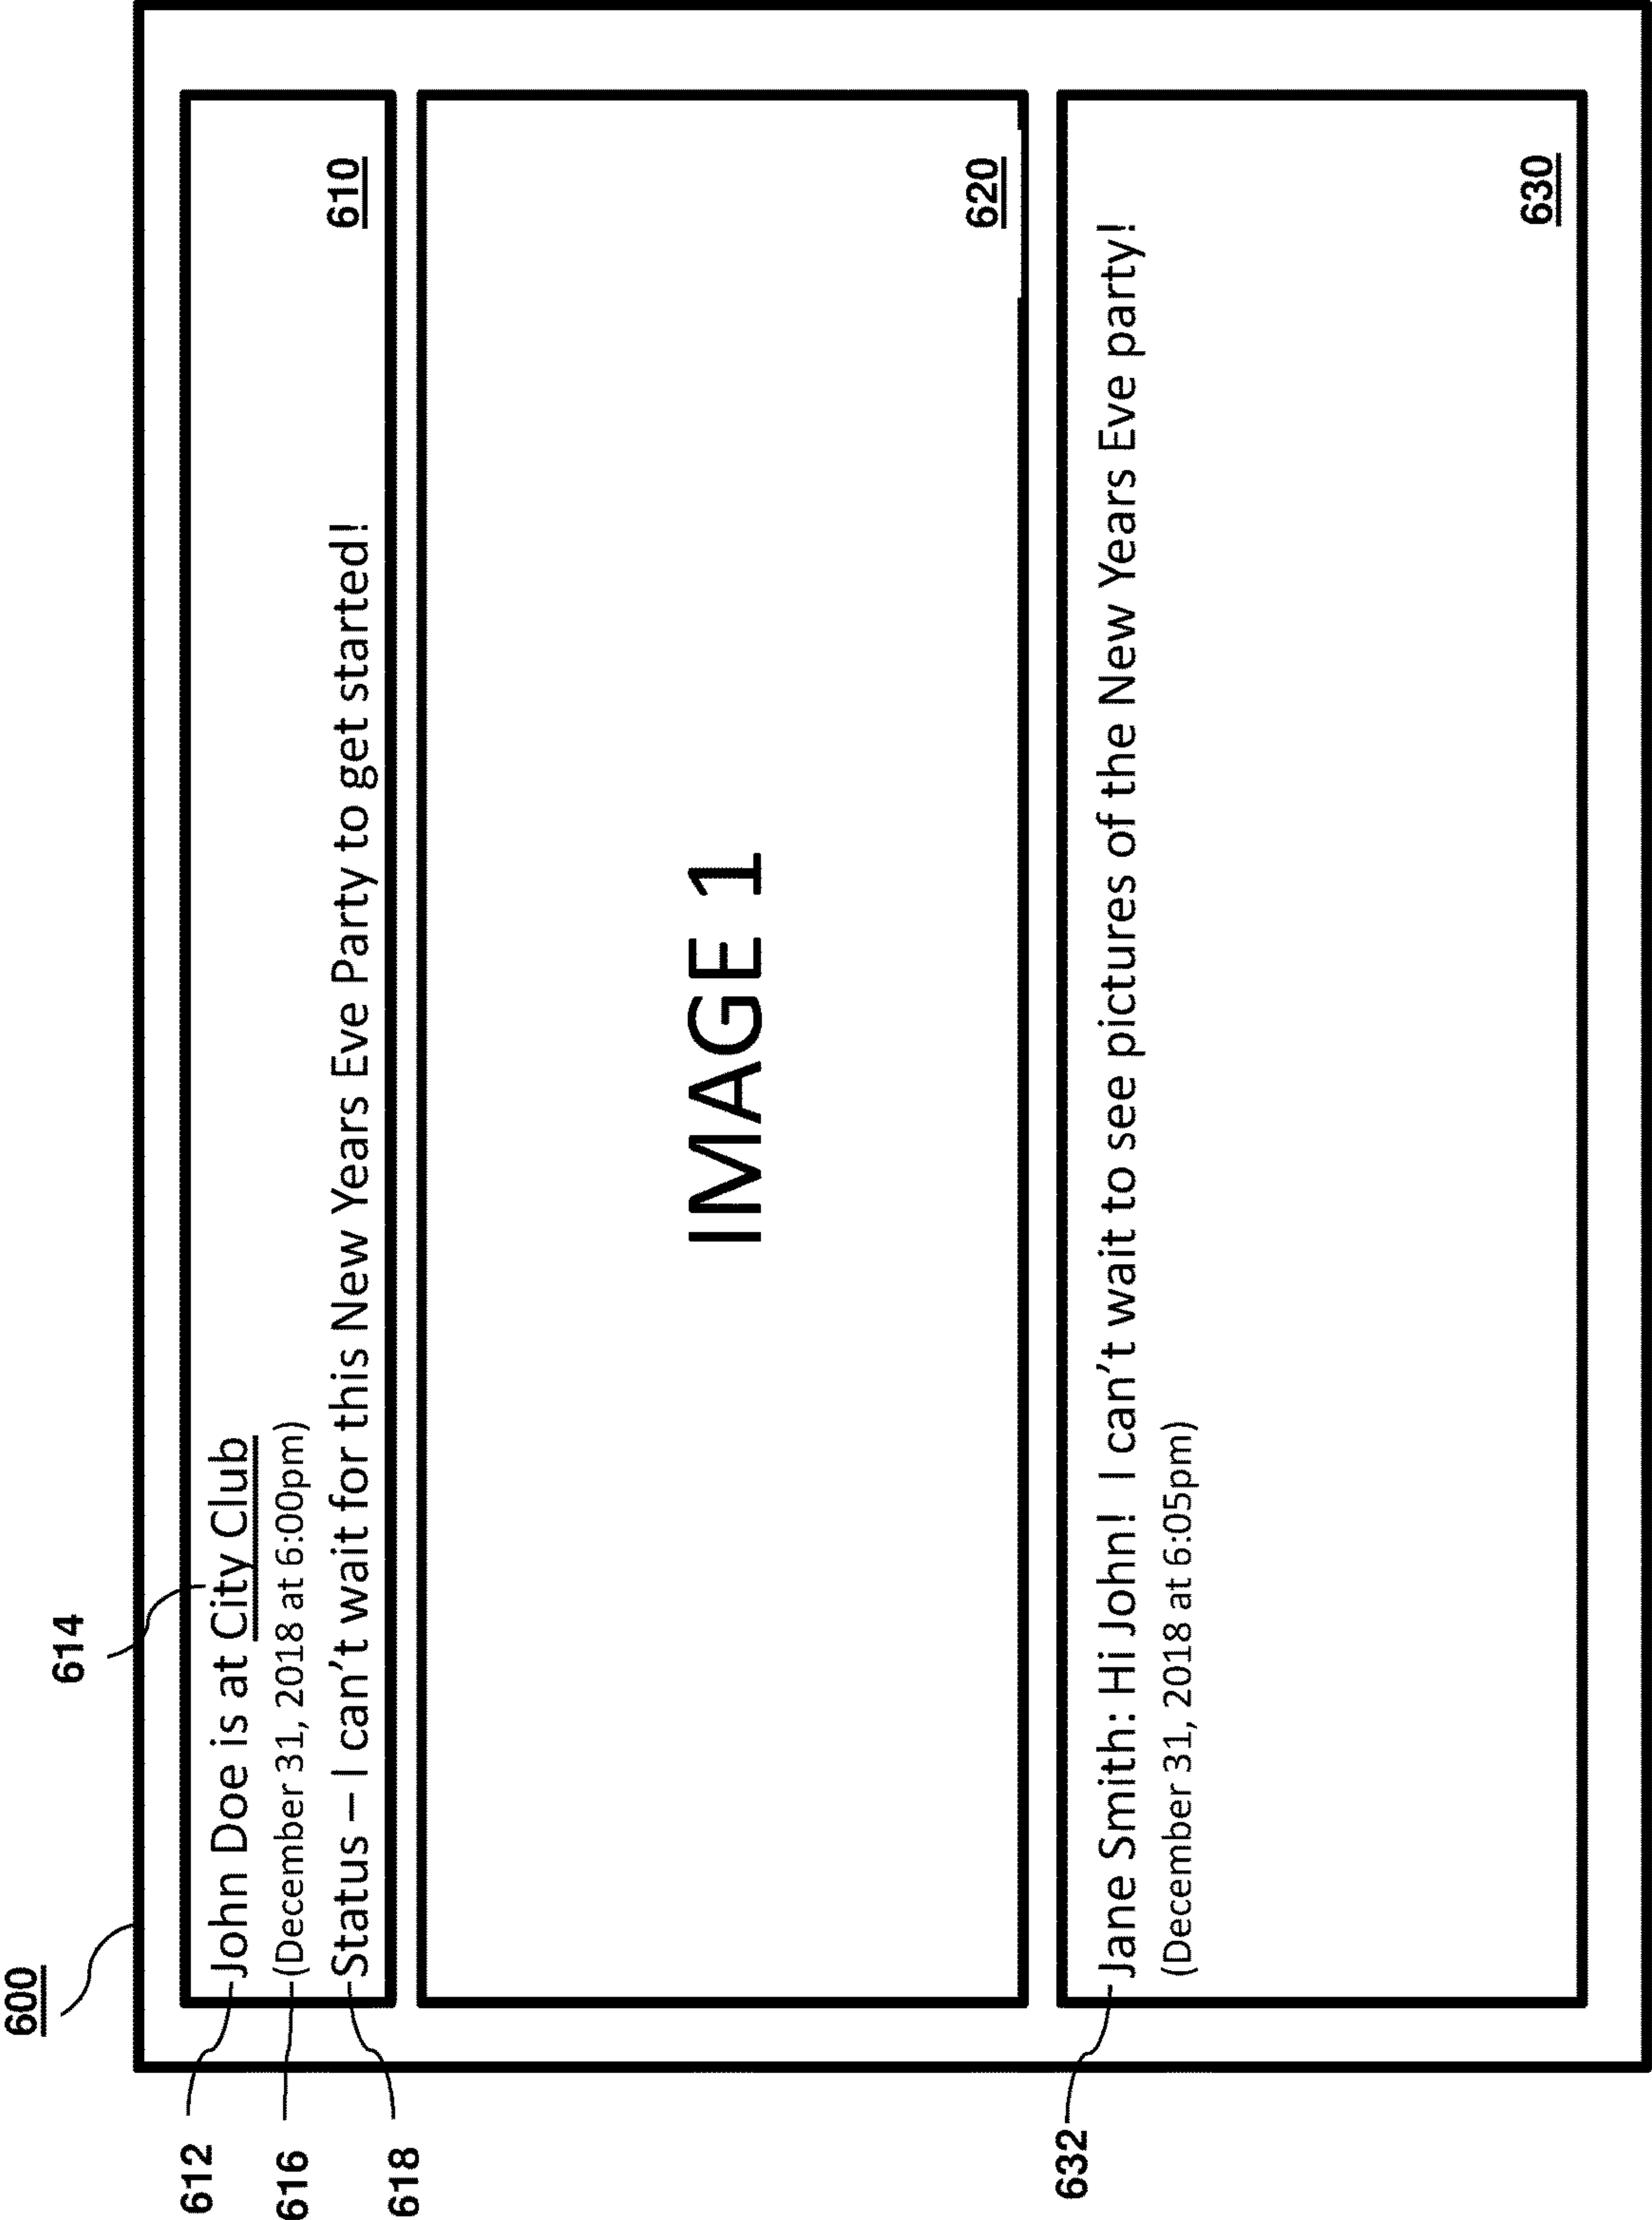 600
614
612
John Doe is at City Club
616
(December 31, 2018 at 6:00pm)
618
Status – I can't wait for this New Years Eve Party to get started!
610
IMAGE 1
620
632
Jane Smith: Hi John!  I can't wait to see pictures of the New Years Eve party!
(December 31, 2018 at 6:05pm)
630